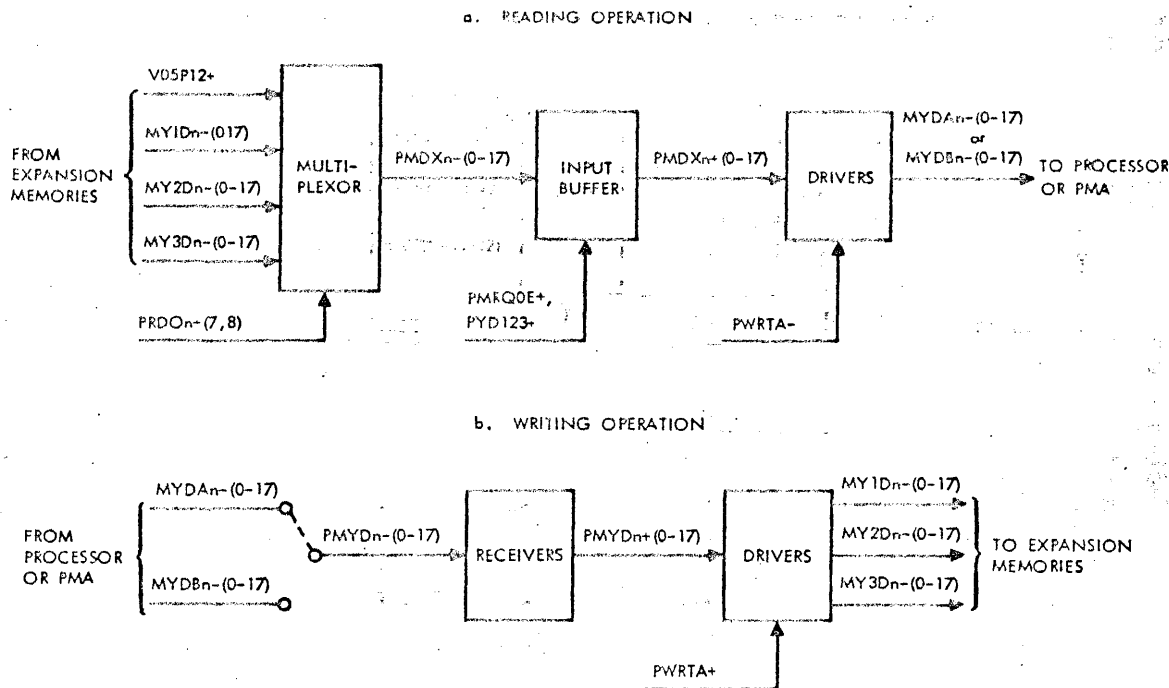 a. READING OPERATION
V05P12+
MY1Dn-(017)
MY2Dn-(0-17)
MY3Dn-(0-17)
FROM
EXPANSION
MEMORIES
MULTI-
PLEXOR
PRDOn+(7,8)
PMDXn-(0-17)
INPUT
BUFFER
PMRQ0E+,
PYD123+
PMDXn+(0-17)
DRIVERS
PWRTA-
MYDAn-(0-17)
or
MYDBn-(0-17)
TO PROCESSOR
OR PMA
b. WRITING OPERATION
MYDAn-(0-17)
FROM
PROCESSOR
OR PMA
MYDBn-(0-17)
PMYDn-(0-17)
RECEIVERS
PMYDn+(0-17)
DRIVERS
PWRTA+
MY1Dn-(0-17)
MY2Dn-(0-17)
MY3Dn-(0-17)
TO EXPANSION
MEMORIES